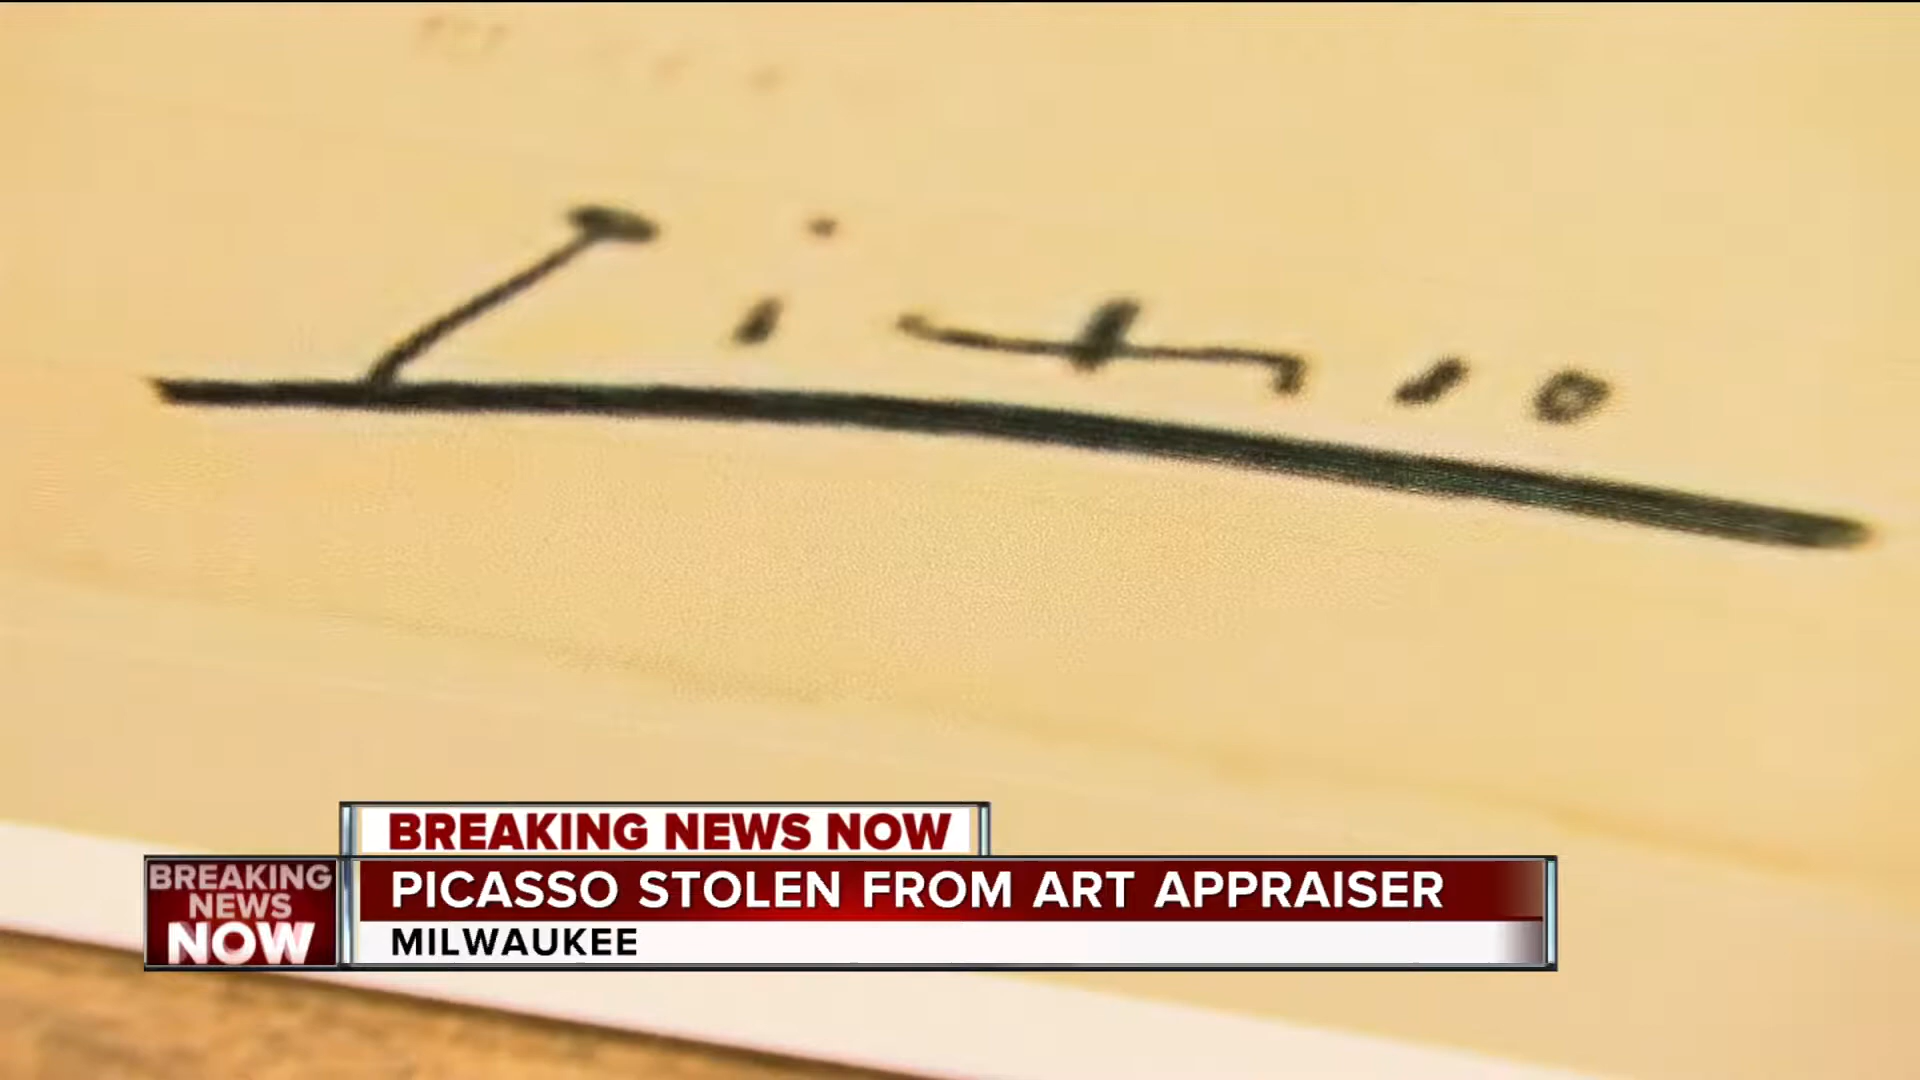 BREAKING NEWS NOW
BREAKING
NEWS
NOW
PICASSO STOLEN FROM ART APPRAISER
MILWAUKEE